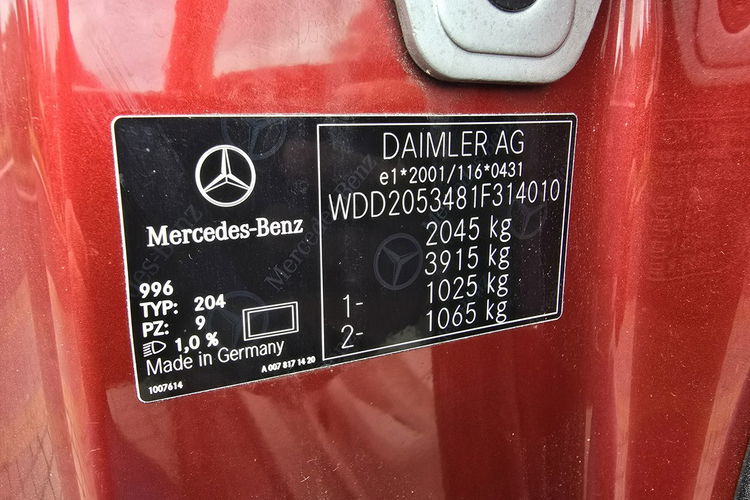 Mercedes-Benz
996
TYP: 204
PZ: 9
1,0 %
Made in Germany
1007614
A 007 817 14 20
DAIMLER AG
e1*2001/116*0431
WDD2053481F314010
2045 kg
3915 kg
1- 1025 kg
2- 1065 kg